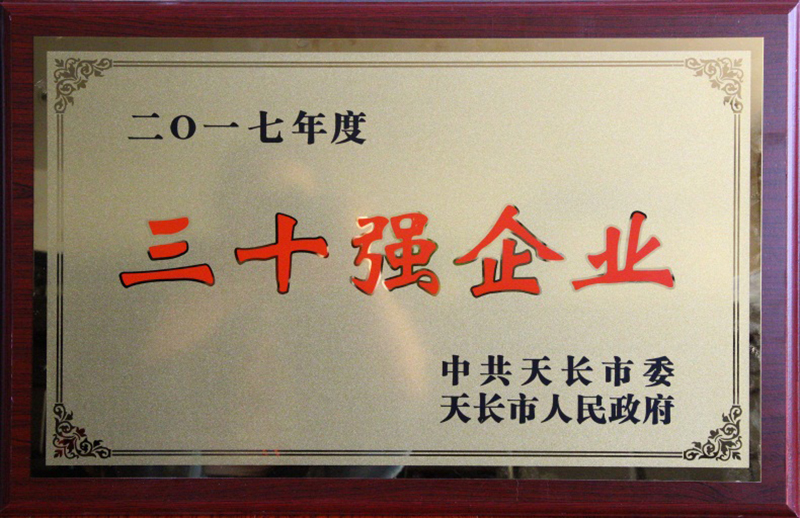 二O一七年度
三十强企业
中共天长市委
天长市人民政府